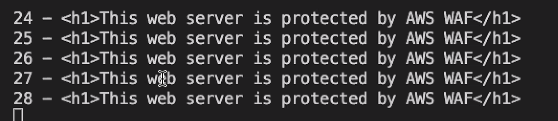 24 – <h1>This web server is protected by AWS WAF</h1>
25 – <h1>This web server is protected by AWS WAF</h1>
26 – <h1>This web server is protected by AWS WAF</h1>
27 – <h1>This web server is protected by AWS WAF</h1>
28 – <h1>This web server is protected by AWS WAF</h1>